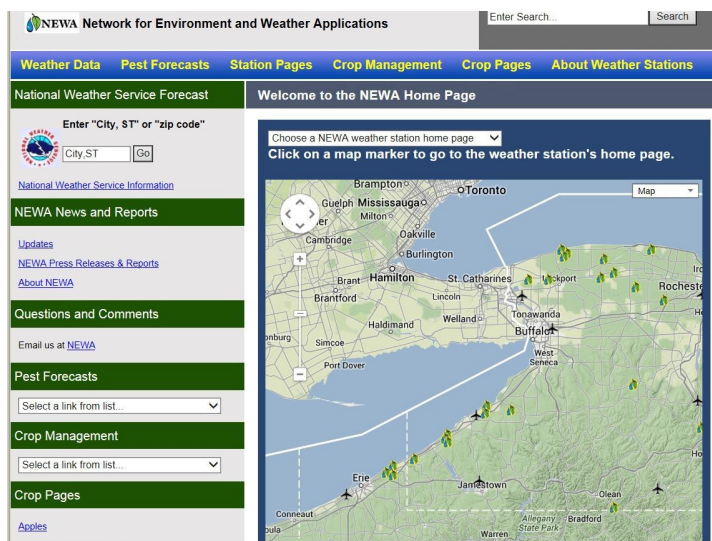 NEWA Network for Environment and Weather Applications
Enter Search...
Search
Weather Data Pest Forecasts Station Pages Crop Management Crop Pages About Weather Stations
National Weather Service Forecast
Enter "City, ST" or "zip code"
City,ST
Go
National Weather Service Information
NEWA News and Reports
Updates
NEWA Press Releases & Reports
About NEWA
Questions and Comments
Email us at NEWA
Pest Forecasts
Select a link from list...
Crop Management
Select a link from list...
Crop Pages
Apples
Welcome to the NEWA Home Page
Choose a NEWA weather station home page
Click on a map marker to go to the weather station's home page.
Map
Brampton
Toronto
Guelph Mississauga
Milton
Cambridge
Oakville
Burlington
Brant Hamilton
St. Catharines
Brantford
Lincoln
Haldimand
Welland
Tonawanda
Buffalo
Simcoe
Port Dover
West
Seneca
Erie
Jamestown
Olean
Conneaut
Allegany
State Park
Bradford
Warren